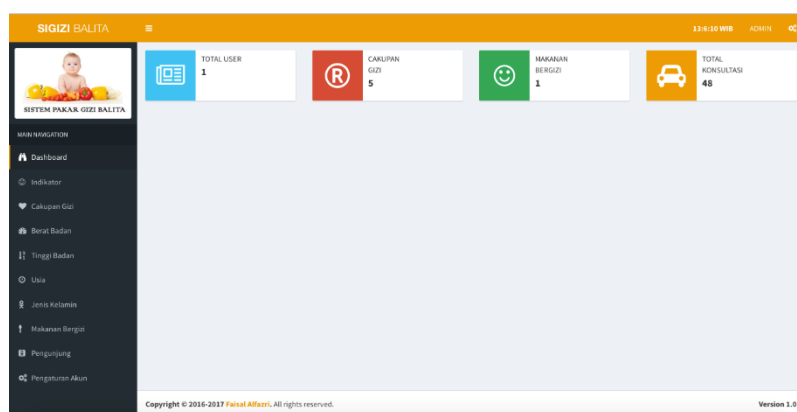 SIGIZI BALITA
13:6:10 WIB ADMIN
SISTEM PAKAR GIZI BALITA
TOTAL USER
1
CAKUPAN
GIZI
5
MAKANAN
BERGIZI
1
TOTAL
KONSULTASI
48
MAIN NAVIGATION
Dashboard
Indikator
Cakupan Gizi
Berat Badan
Tinggi Badan
Usia
Jenis Kelamin
Makanan Bergizi
Pengunjung
Pengaturan Akun
Copyright © 2016-2017 Faisal Alfazri. All rights reserved.
Version 1.0